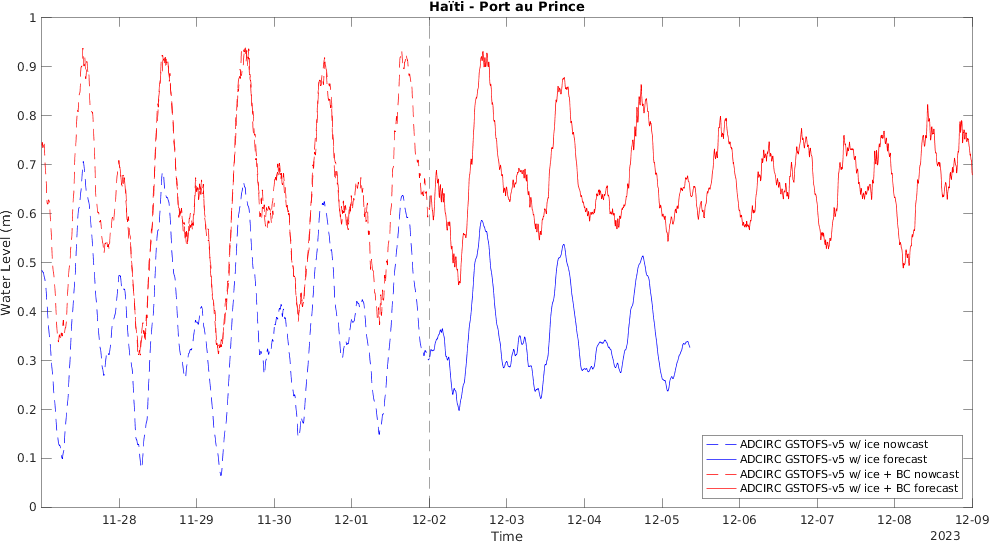 Haïti - Port au Prince
Water Level (m)
1
0.9
0.8
0.7
0.6
0.5
0.4
0.3
0.2
0.1
0
ADCIRC GSTOFS-v5 w/ ice nowcast
ADCIRC GSTOFS-v5 w/ ice forecast
ADCIRC GSTOFS-v5 w/ ice + BC nowcast
ADCIRC GSTOFS-v5 w/ ice + BC forecast
11-28 11-29 11-30 12-01 12-02 12-03 12-04 12-05 12-06 12-07 12-08 12-09
Time
2023